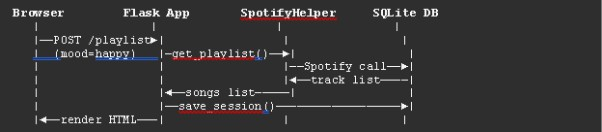 Browser Flask App SpotifyHelper SQLite DB
POST /playlist
(mood=happy) get_playlist()
Spotify call
track list
songs list
save_session()
render HTML